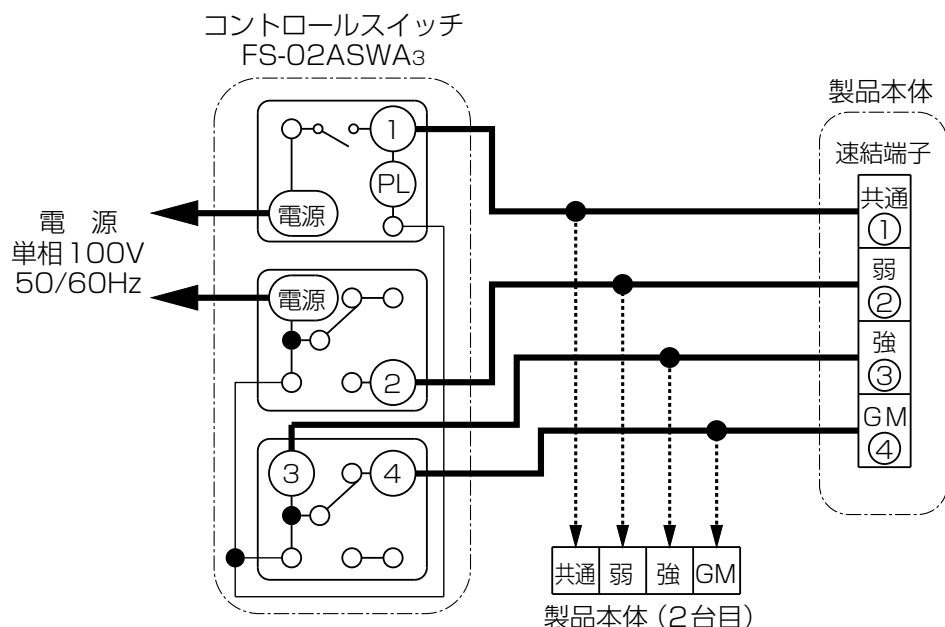 コントロールスイッチ
FS-02ASWA3
製品本体
速結端子
電源
単相100V
50/60Hz
1
PL
電源
電源
2
3
4
共通
①
弱
②
強
③
GM
④
共通 弱 強 GM
製品本体(2台目)